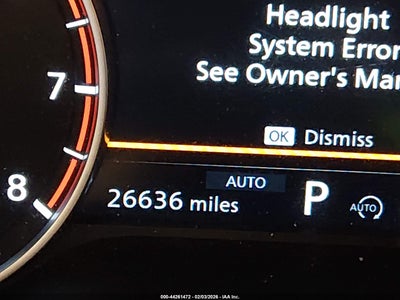 Headlight
System Error
See Owner's Ma
OK Dismiss
7
8
AUTO
26636 miles
P
AUTO
000-44261472 - 02/03/2026 - IAA Inc.